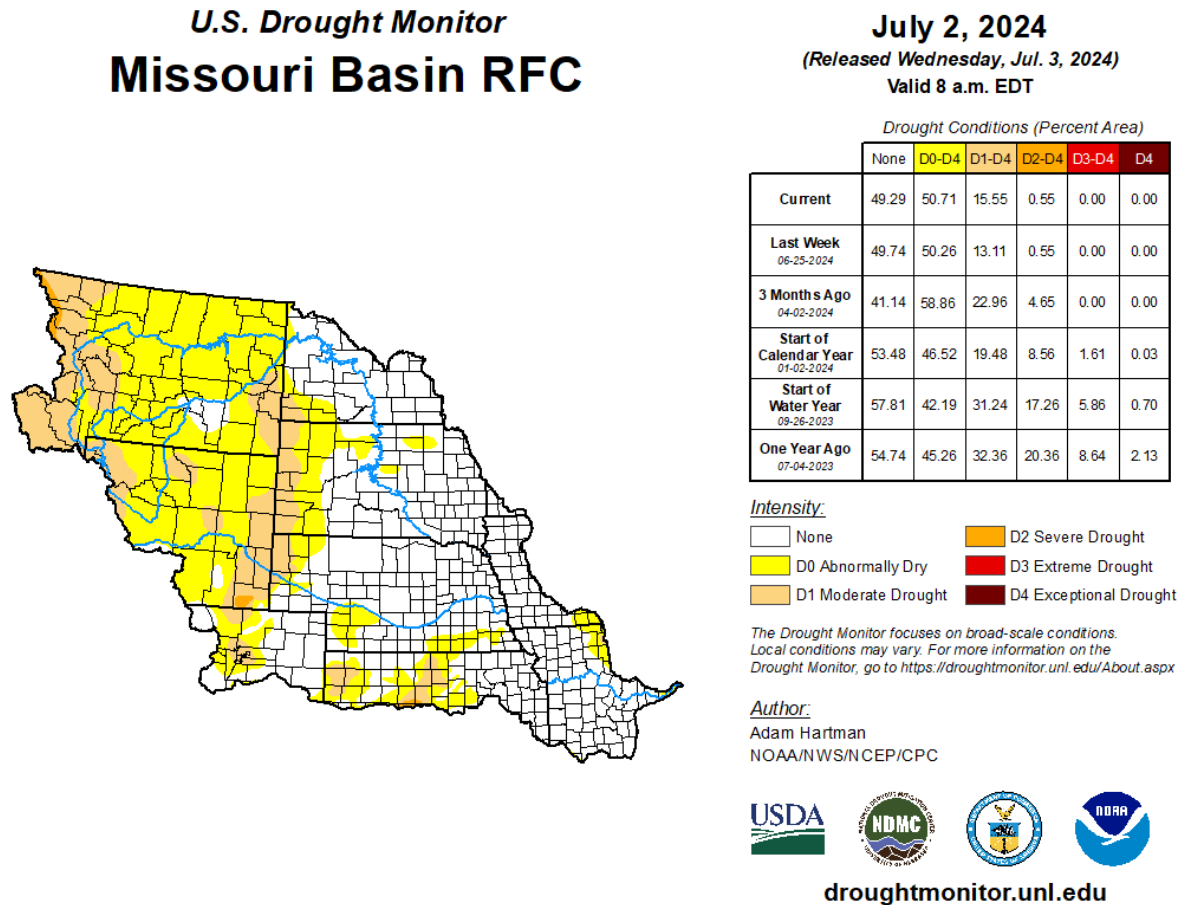 U.S. Drought Monitor
Missouri Basin RFC
July 2, 2024
(Released Wednesday, Jul. 3, 2024)
Valid 8 a.m. EDT
Drought Conditions (Percent Area)
None D0-D4 D1-D4 D2-D4 D3-D4 D4
Current 49.29 50.71 15.55 0.55 0.00 0.00
Last Week
06-25-2024 49.74 50.26 13.11 0.55 0.00 0.00
3 Months Ago
04-02-2024 41.14 58.86 22.96 4.65 0.00 0.00
Start of
Calendar Year
01-02-2024 53.48 46.52 19.48 8.56 1.61 0.03
Start of
Water Year
09-26-2023 57.81 42.19 31.24 17.26 5.86 0.70
One Year Ago
07-04-2023 54.74 45.26 32.36 20.36 8.64 2.13
Intensity:
None
D0 Abnormally Dry
D1 Moderate Drought
D2 Severe Drought
D3 Extreme Drought
D4 Exceptional Drought
The Drought Monitor focuses on broad-scale conditions.
Local conditions may vary. For more information on the
Drought Monitor, go to https://droughtmonitor.unl.edu/About.aspx
Author:
Adam Hartman
NOAA/NWS/NCEP/CPC
USDA
NDMC
NOAA
droughtmonitor.unl.edu